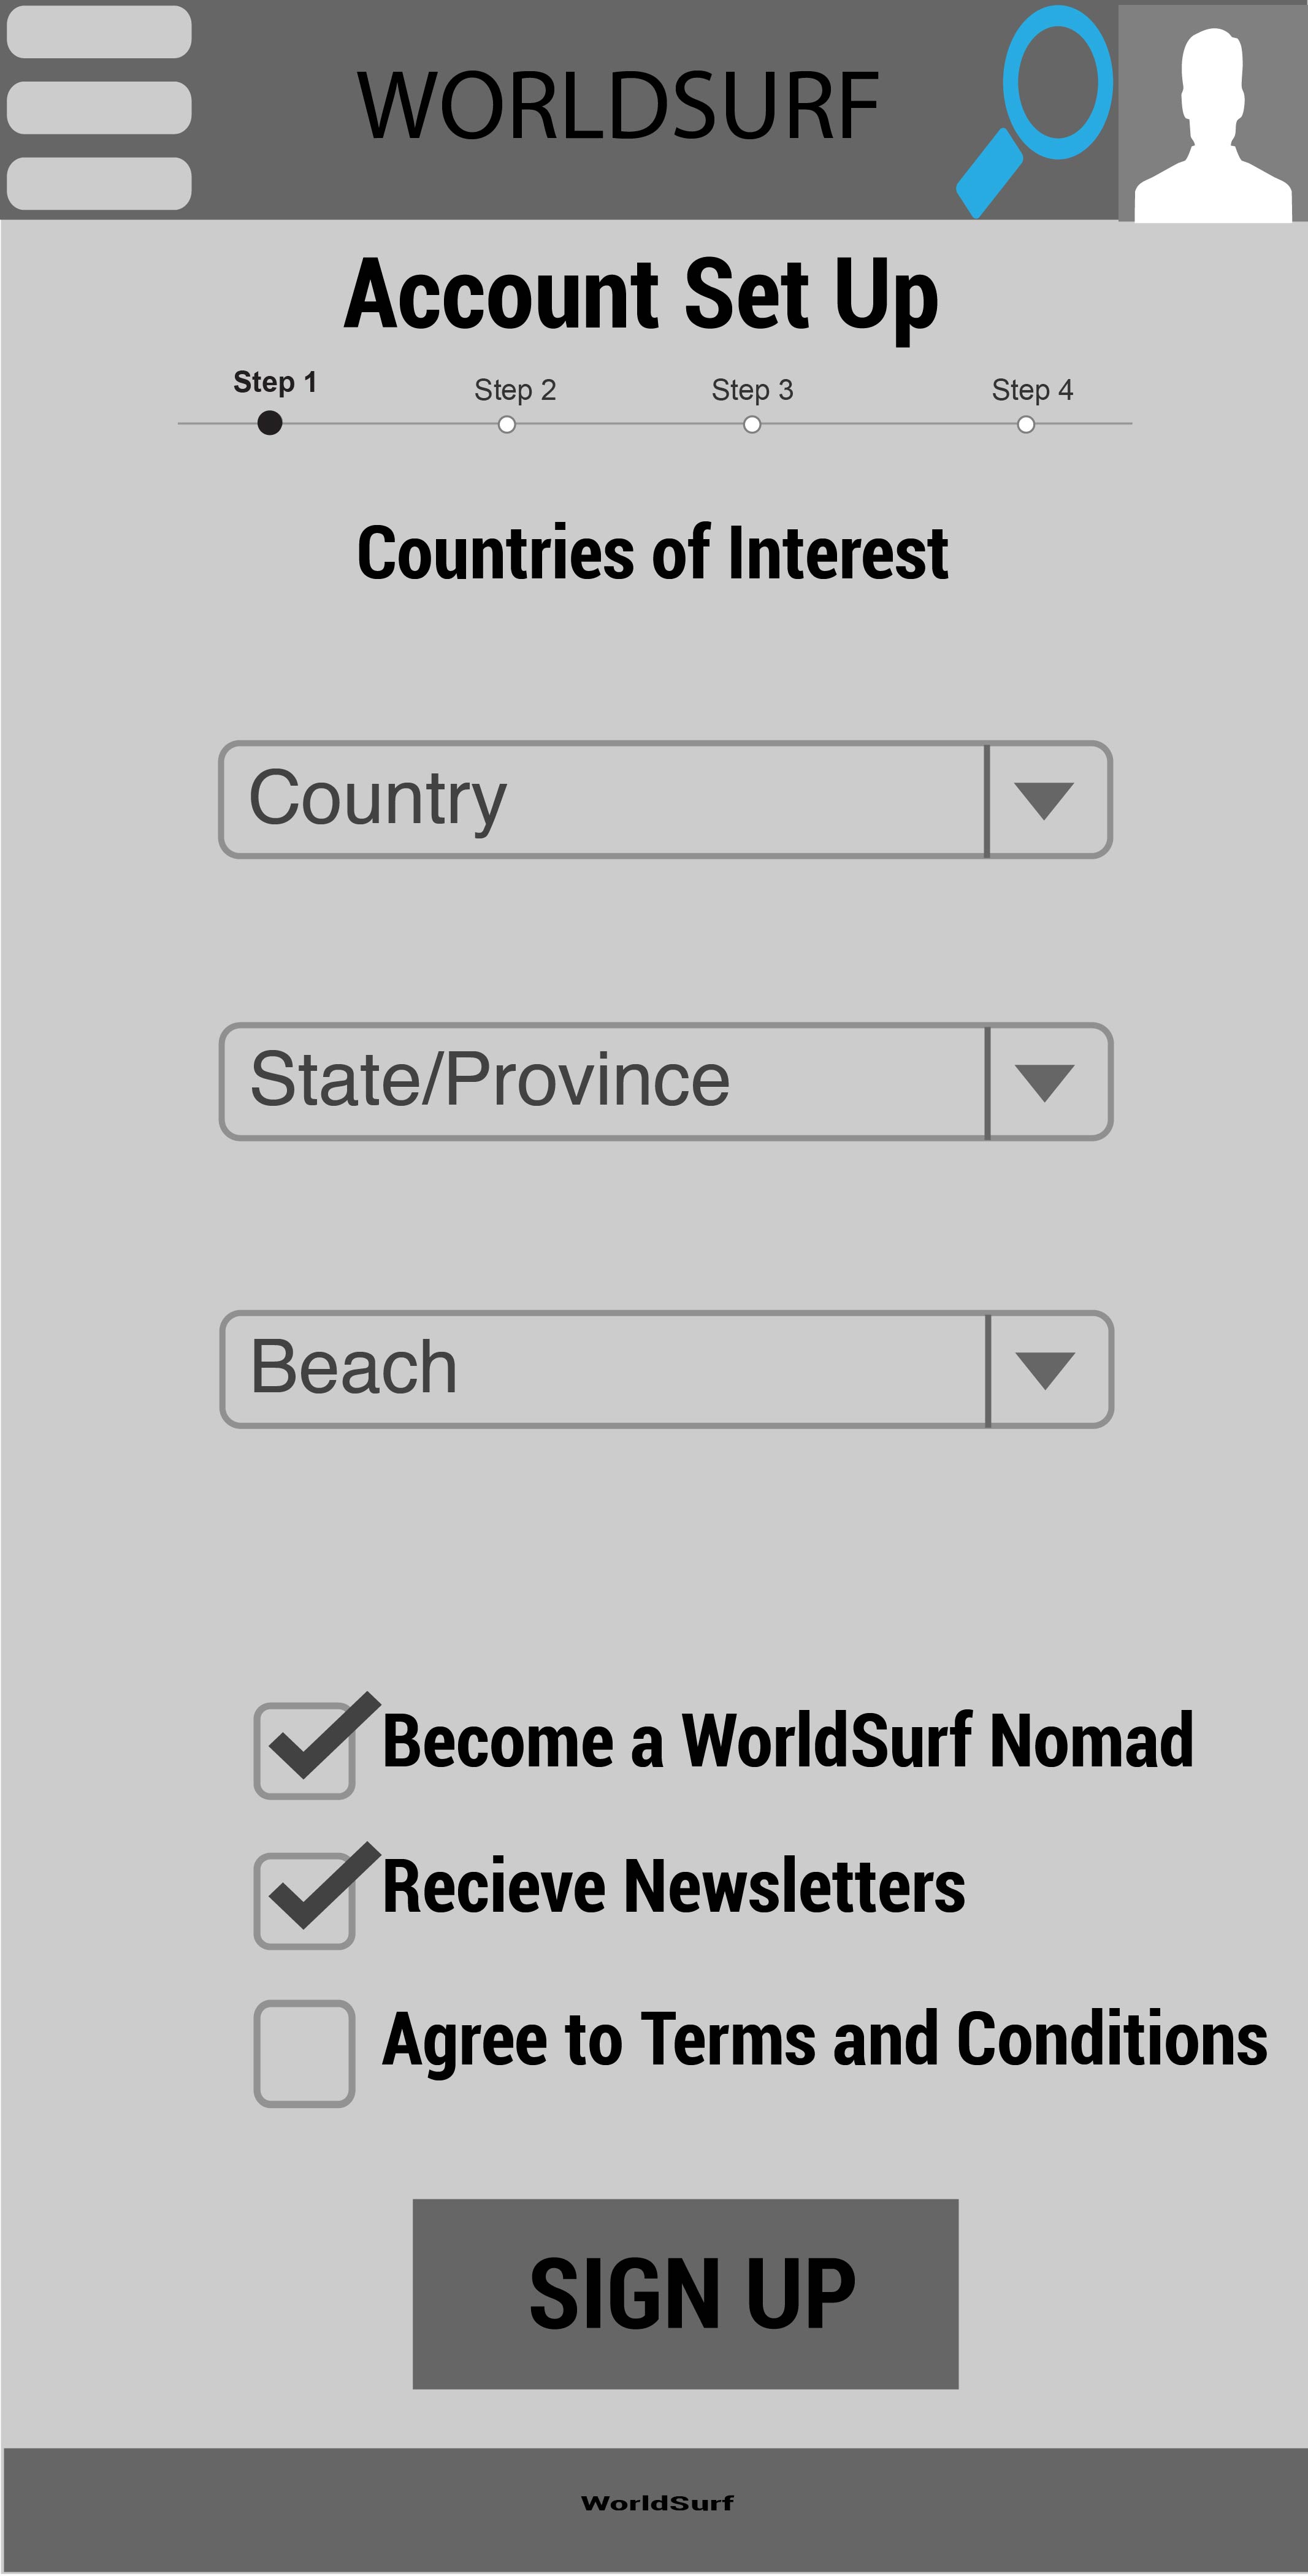 WORLDSURF
Account Set Up
Step 1 Step 2 Step 3 Step 4
Countries of Interest
Country
State/Province
Beach
Become a WorldSurf Nomad
Recieve Newsletters
Agree to Terms and Conditions
SIGN UP
WorldSurf